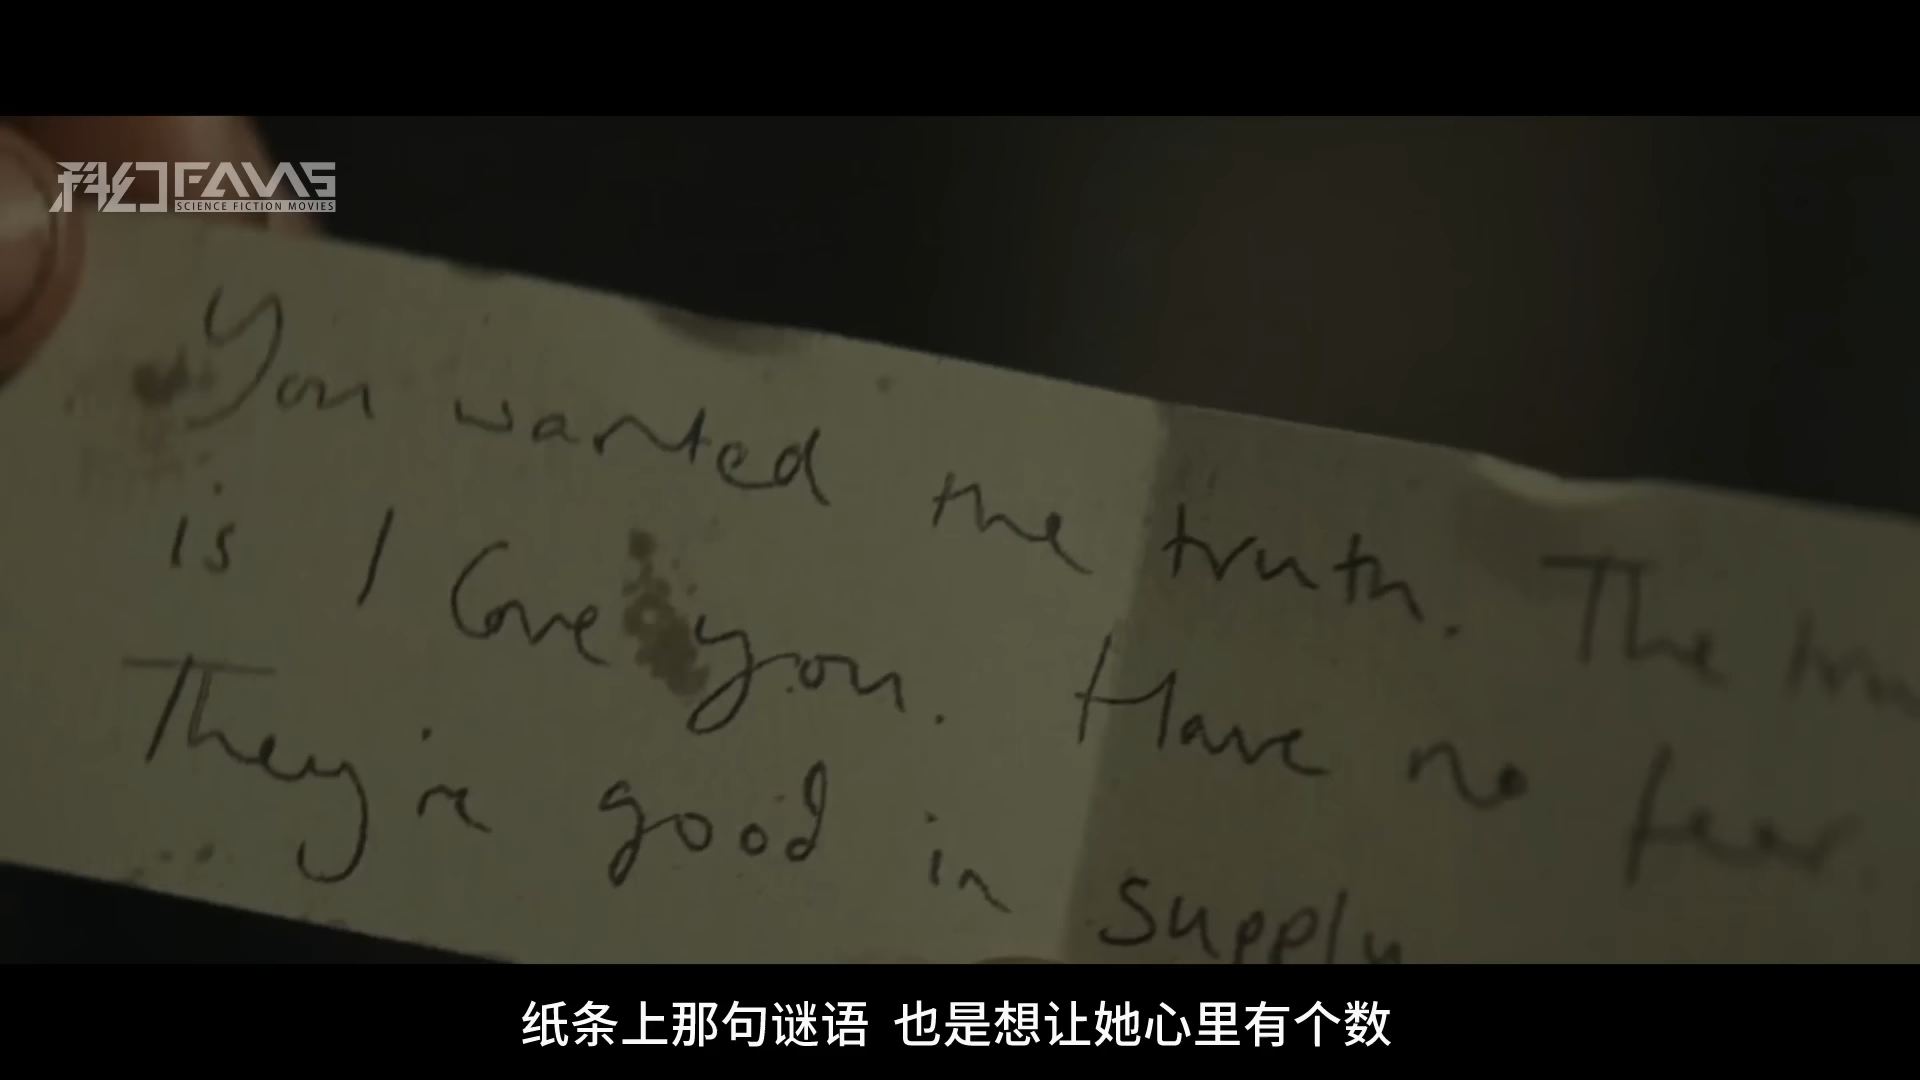 科幻FANS
SCIENCE FICTION MOVIES
You wanted the truth. The tru
is I love you. Have no fear.
They're good in Supply
纸条上那句谜语 也是想让她心里有个数